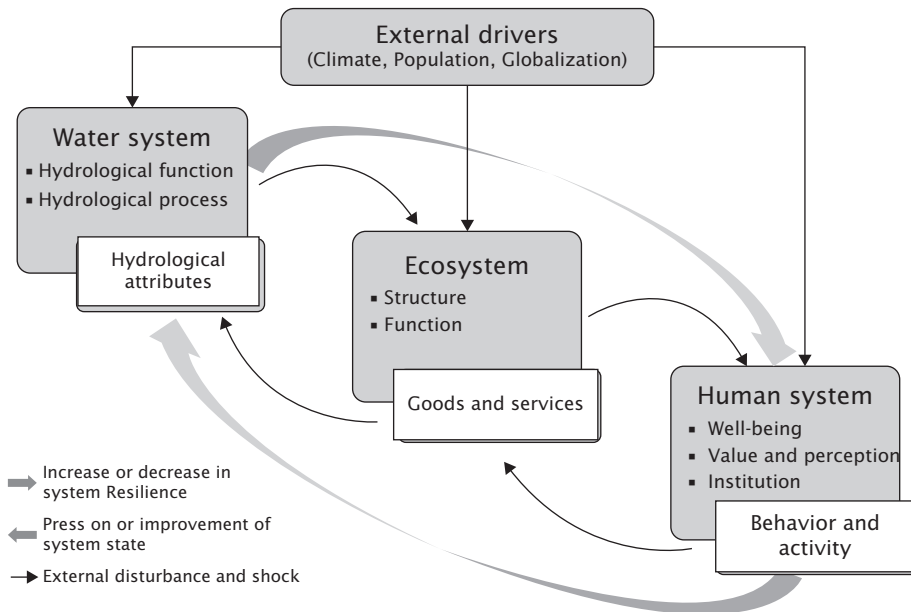 External drivers
(Climate, Population, Globalization)
Water system
▪ Hydrological function
▪ Hydrological process
Hydrological
attributes
Ecosystem
▪ Structure
▪ Function
Goods and services
Human system
▪ Well-being
▪ Value and perception
▪ Institution
Behavior and
activity
Increase or decrease in
system Resilience
Press on or improvement of
system state
External disturbance and shock